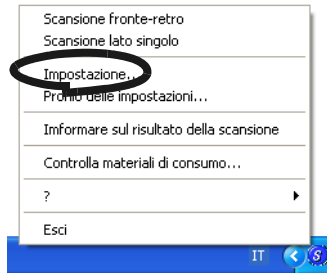 Scansione fronte-retro
Scansione lato singolo
Impostazione...
Profilo delle impostazioni...
Imformare sul risultato della scansione
Controlla materiali di consumo...
?
Esci
IT
S